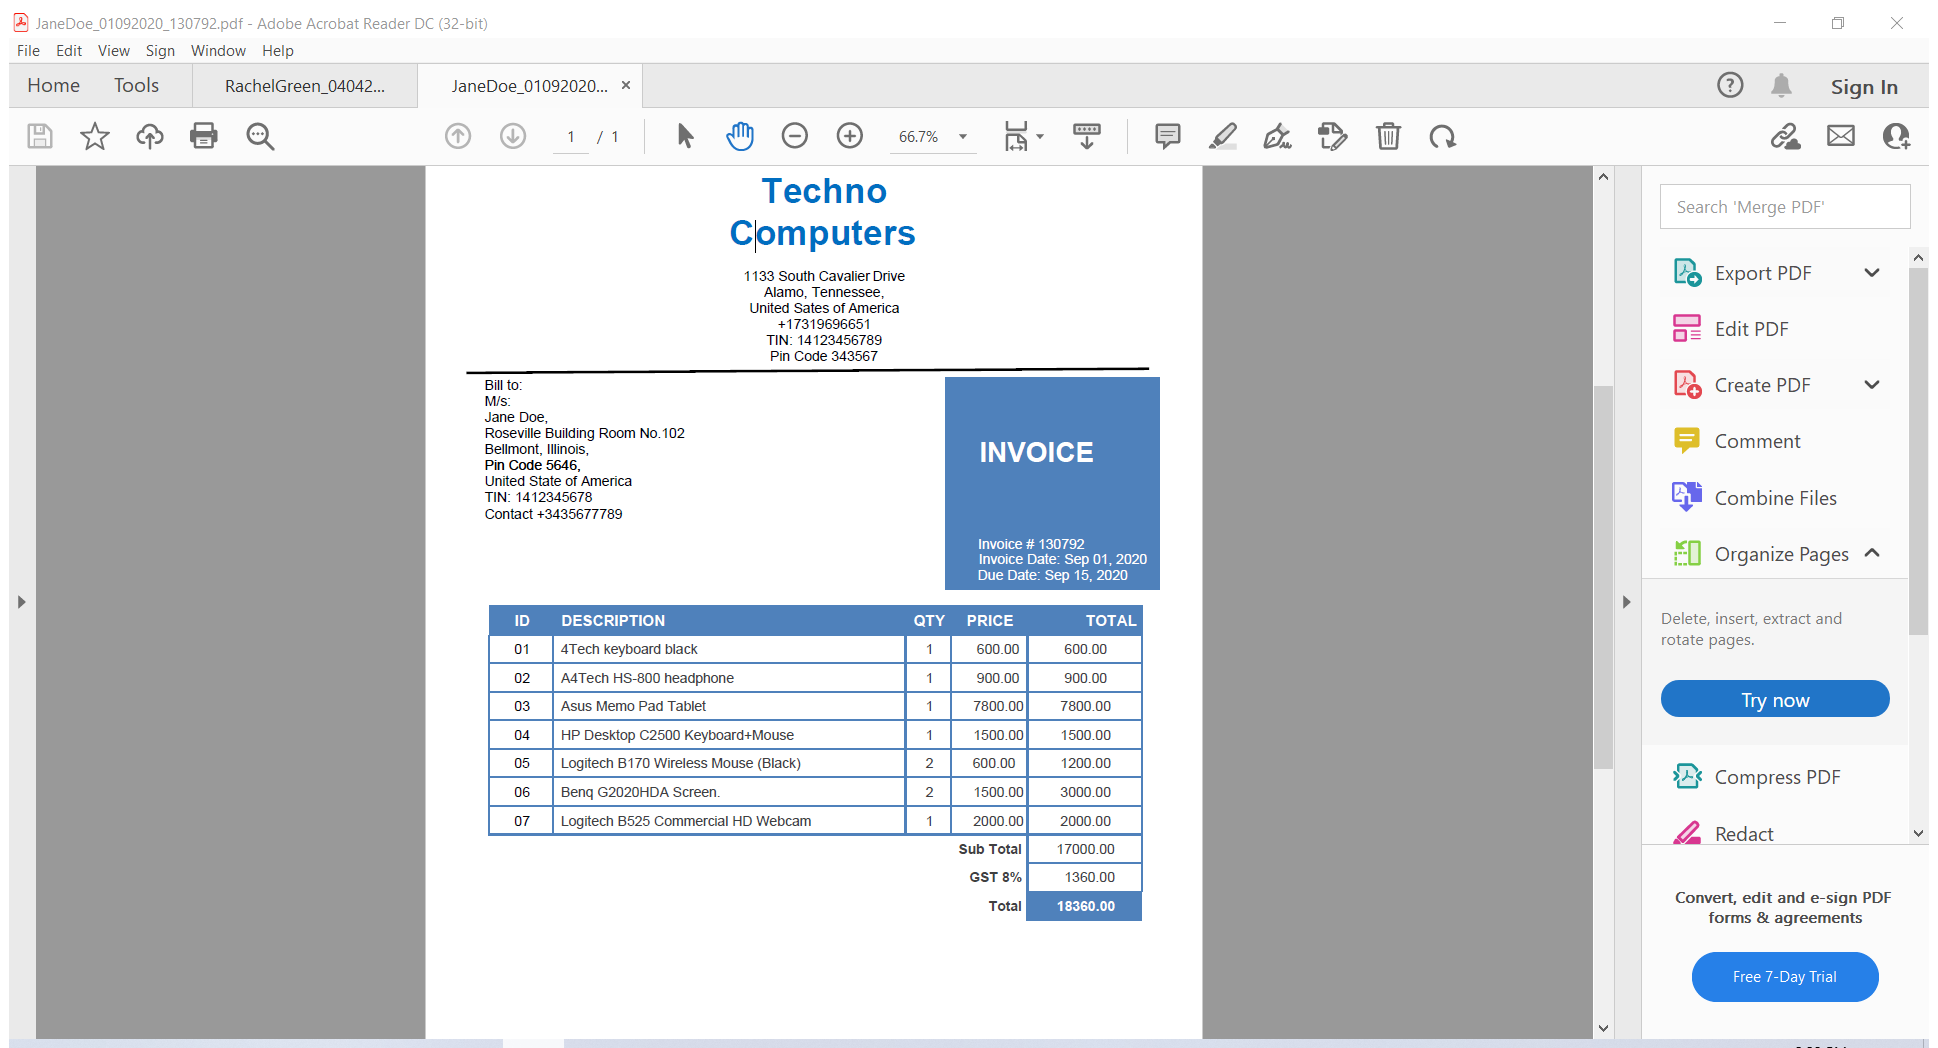 JaneDoe_01092020_130792.pdf - Adobe Acrobat Reader DC (32-bit)
File Edit View Sign Window Help
Home Tools RachelGreen_04042... JaneDoe_01092020... × Sign In
1 / 1 66.7%
Techno
Computers
1133 South Cavalier Drive
Alamo, Tennessee,
United Sates of America
+17319696651
TIN: 14123456789
Pin Code 343567
Bill to:
M/s:
Jane Doe,
Roseville Building Room No.102
Bellmont, Illinois,
Pin Code 5646,
United State of America
TIN: 1412345678
Contact +3435677789
INVOICE
Invoice # 130792
Invoice Date: Sep 01, 2020
Due Date: Sep 15, 2020
ID DESCRIPTION QTY PRICE TOTAL
01 4Tech keyboard black 1 600.00 600.00
02 A4Tech HS-800 headphone 1 900.00 900.00
03 Asus Memo Pad Tablet 1 7800.00 7800.00
04 HP Desktop C2500 Keyboard+Mouse 1 1500.00 1500.00
05 Logitech B170 Wireless Mouse (Black) 2 600.00 1200.00
06 Benq G2020HDA Screen. 2 1500.00 3000.00
07 Logitech B525 Commercial HD Webcam 1 2000.00 2000.00
Sub Total 17000.00
GST 8% 1360.00
Total 18360.00
Search 'Merge PDF'
Export PDF
Edit PDF
Create PDF
Comment
Combine Files
Organize Pages
Delete, insert, extract and
rotate pages.
Try now
Compress PDF
Redact
Convert, edit and e-sign PDF
forms & agreements
Free 7-Day Trial